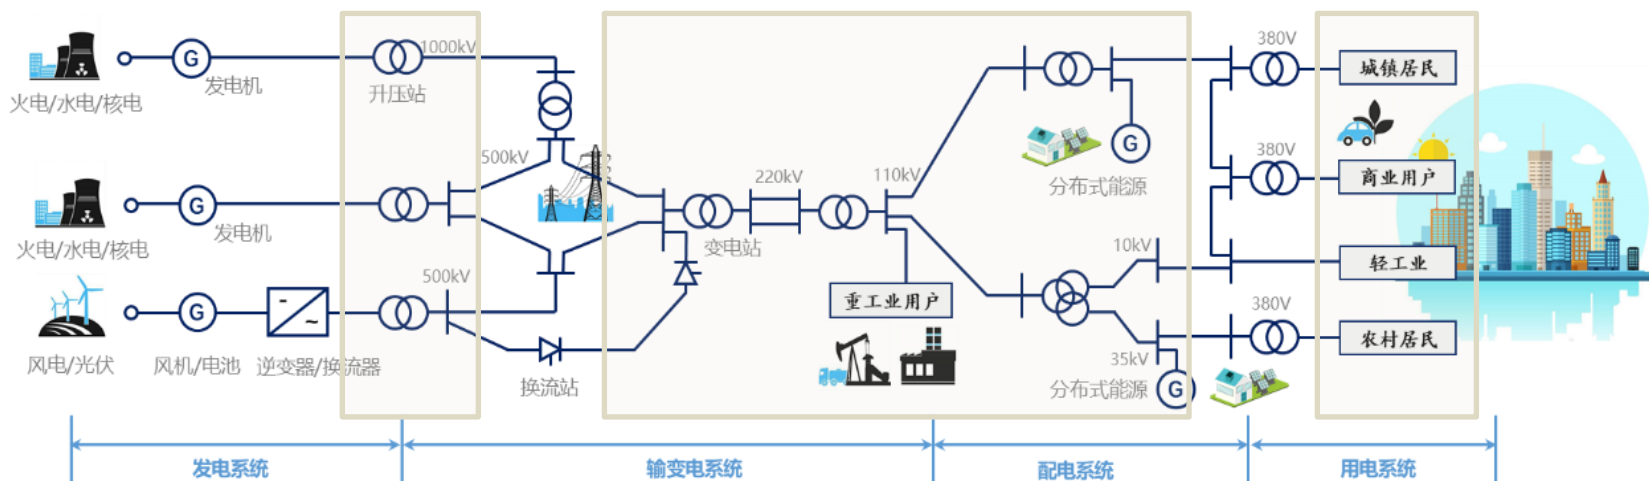 1000kV
G
发电机
火电/水电/核电
升压站
380V
城镇居民
G
分布式能源
500kV
380V
商业用户
G
发电机
火电/水电/核电
220kV
110kV
变电站
10kV
轻工业
500kV
G
-
~
风电/光伏
风机/电池
逆变器/换流器
换流站
重工业用户
380V
农村居民
35kV
G
分布式能源
发电系统
输变电系统
配电系统
用电系统